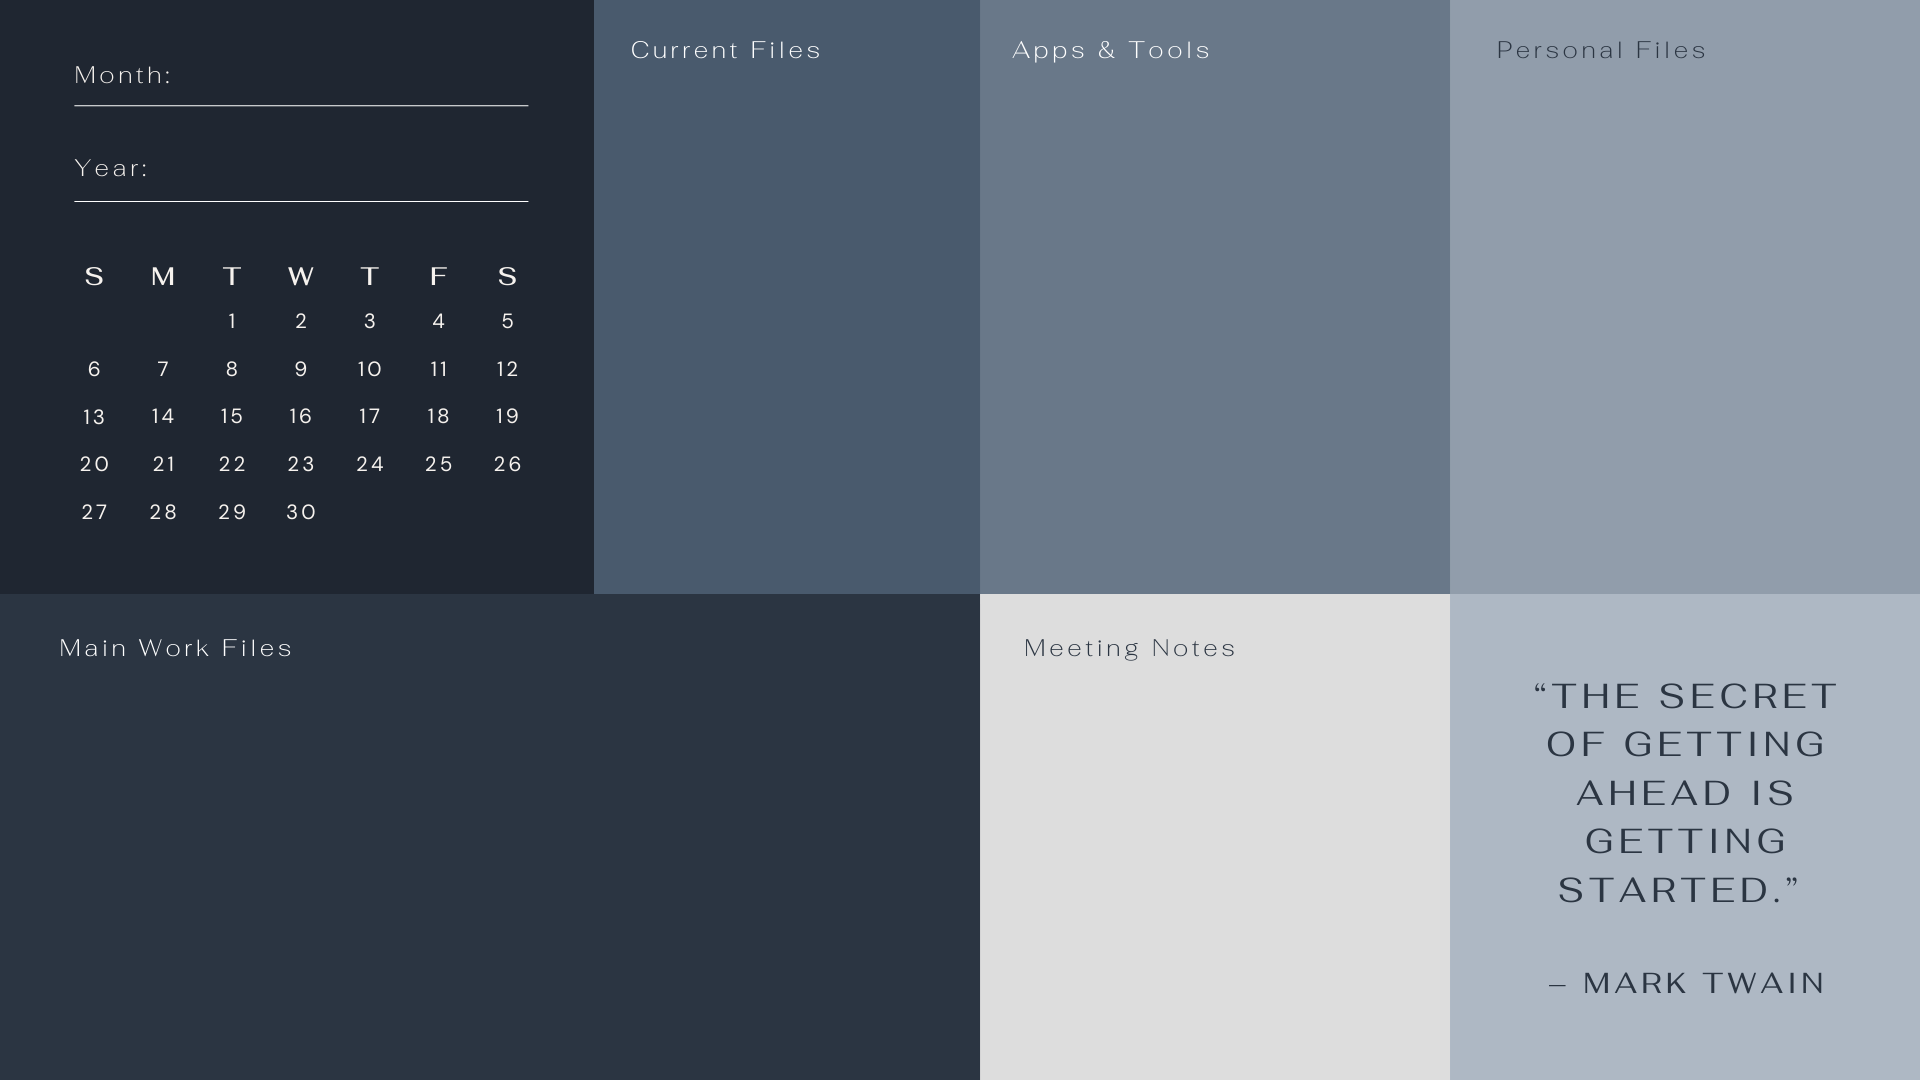 Month:
Year:
S M T W T F S
1 2 3 4 5
6 7 8 9 10 11 12
13 14 15 16 17 18 19
20 21 22 23 24 25 26
27 28 29 30
Current Files
Apps & Tools
Personal Files
Main Work Files
Meeting Notes
“THE SECRET
OF GETTING
AHEAD IS
GETTING
STARTED.”
– MARK TWAIN